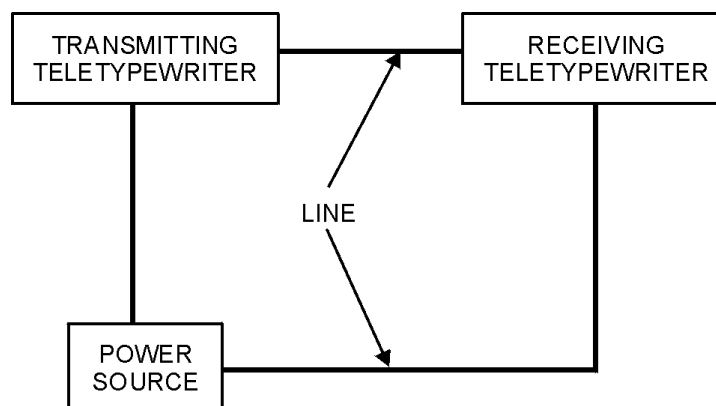 TRANSMITTING
TELETYPEWRITER
RECEIVING
TELETYPEWRITER
LINE
POWER
SOURCE